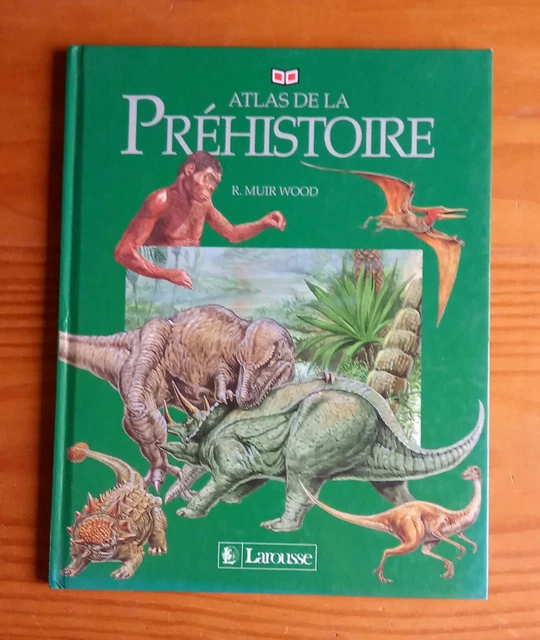 ATLAS DE LA
PRÉHISTOIRE
R. MUIR WOOD
Larousse